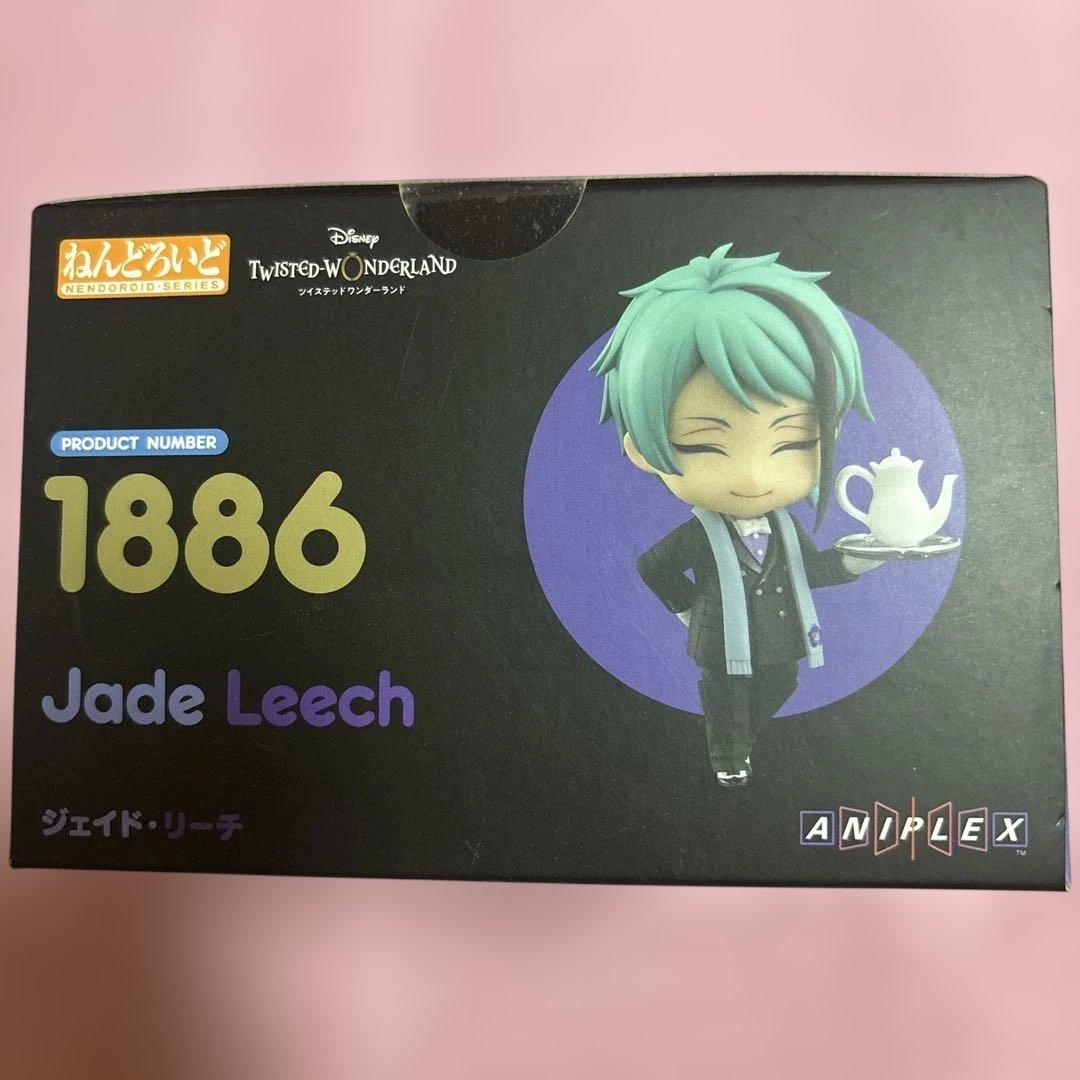 ねんどろいど
NENDOROID・SERIES
Disney
TWISTED-WONDERLAND
ツイステッドワンダーランド
PRODUCT NUMBER
1886
Jade Leech
ジェイド・リーチ
ANIPLEX
TM